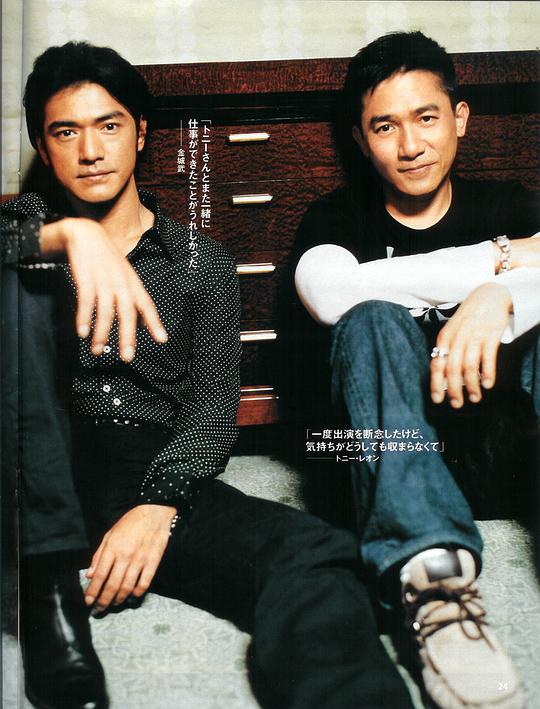 「トニーさんとまた一緒に
仕事ができたことがうれしかった」
──金城 武
「一度出演を断念したけど、
気持ちがどうしても収まらなくて」
──トニー・レオン
24